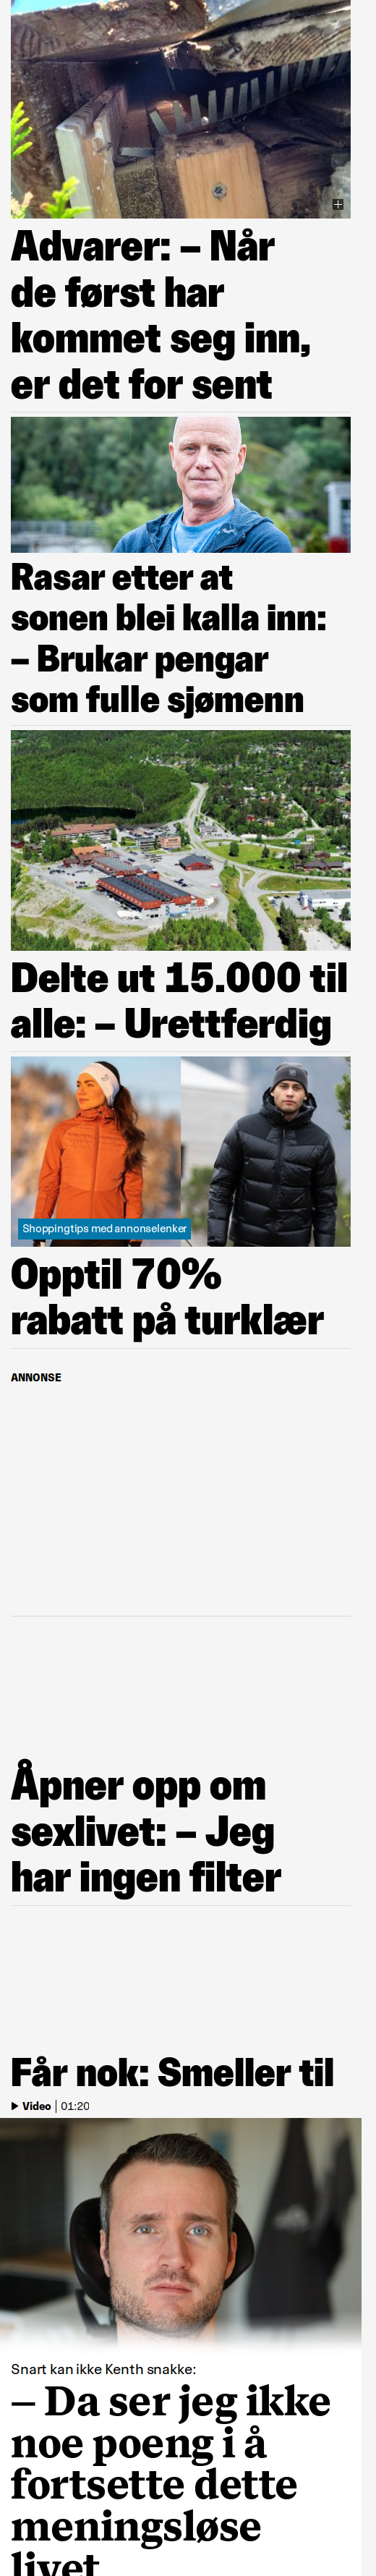 Advarer: – Når
de først har
kommet seg inn,
er det for sent
Rasar etter at
sonen blei kalla inn:
– Brukar pengar
som fulle sjømenn
Delte ut 15.000 til
alle: – Urettferdig
Shoppingtips med annonselenker
Opptil 70%
rabatt på turklær
ANNONSE
Åpner opp om
sexlivet: – Jeg
har ingen filter
Får nok: Smeller til
Video | 01:20
Snart kan ikke Kenth snakke:
– Da ser jeg ikke
noe poeng i å
fortsette dette
meningsløse
livet